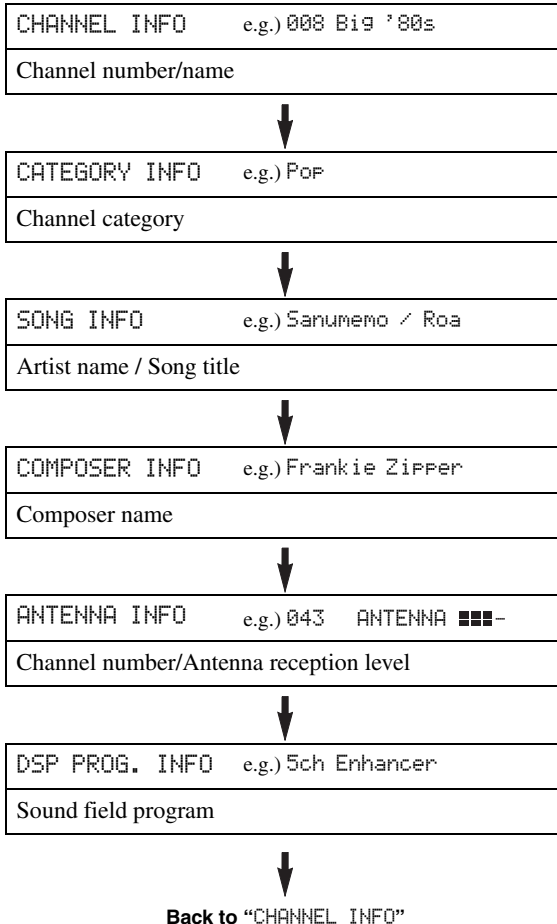 CHANNEL INFO e.g.) 008 Big '80s
Channel number/name
CATEGORY INFO e.g.) Pop
Channel category
SONG INFO e.g.) Sanumemo / Roa
Artist name / Song title
COMPOSER INFO e.g.) Frankie Zipper
Composer name
ANTENNA INFO e.g.) 043 ANTENNA -
Channel number/Antenna reception level
DSP PROG. INFO e.g.) 5ch Enhancer
Sound field program
Back to "CHANNEL INFO"